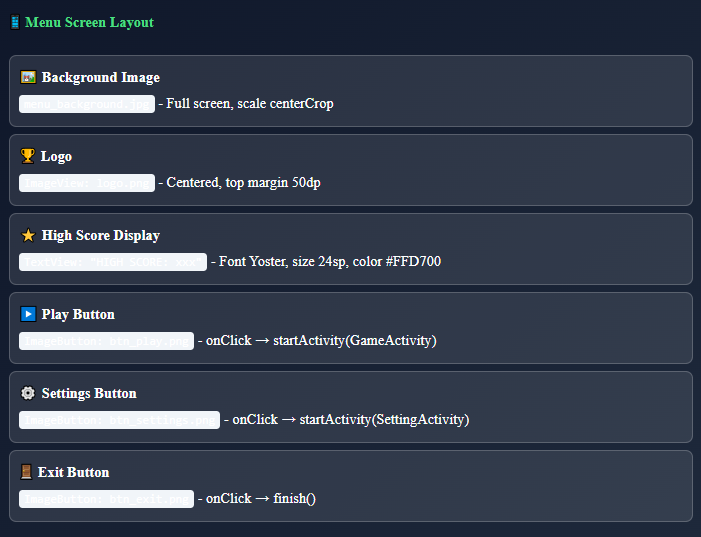 Menu Screen Layout
Background Image
menu_background.jpg - Full screen, scale centerCrop
Logo
ImageView: logo.png - Centered, top margin 50dp
High Score Display
TextView: "HIGH SCORE: xxx" - Font Yoster, size 24sp, color #FFD700
Play Button
ImageButton: btn_play.png - onClick → startActivity(GameActivity)
Settings Button
ImageButton: btn_settings.png - onClick → startActivity(SettingActivity)
Exit Button
ImageButton: btn_exit.png - onClick → finish()